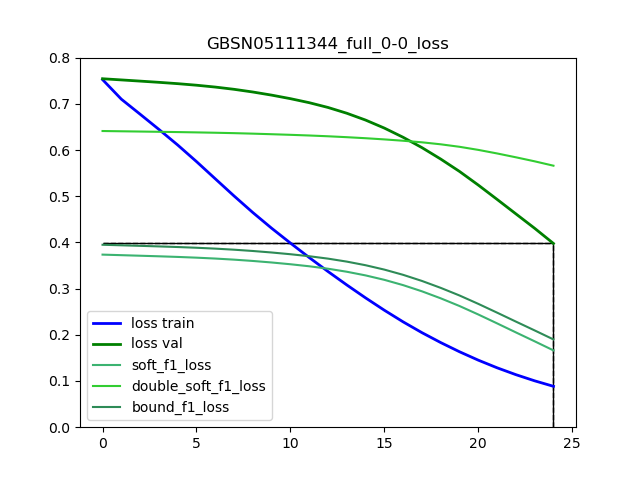 GBSN05111344_full_0-0_loss
0.8
0.7
0.6
0.5
0.4
0.3
0.2
0.1
0.0
loss train
loss val
soft_f1_loss
double_soft_f1_loss
bound_f1_loss
0 5 10 15 20 25